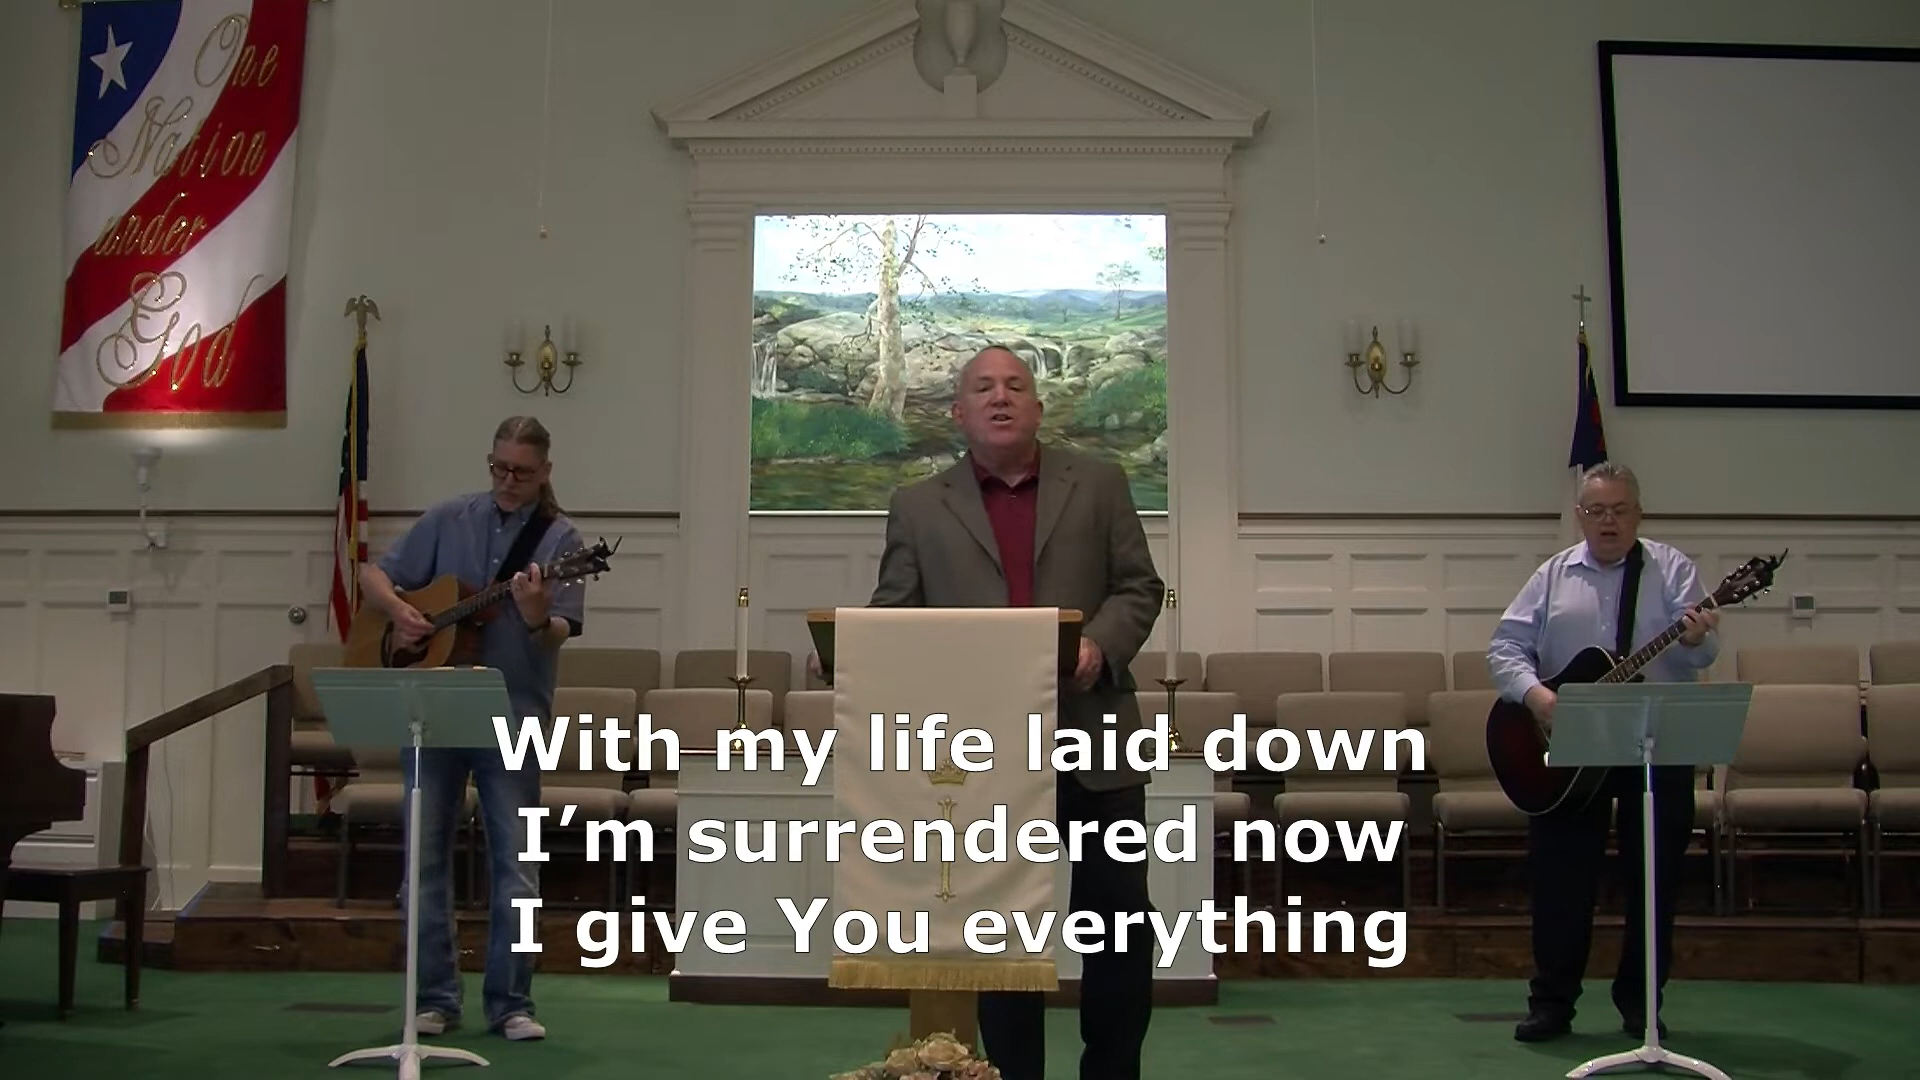 One
Nation
under
God
With my life laid down
I’m surrendered now
I give You everything